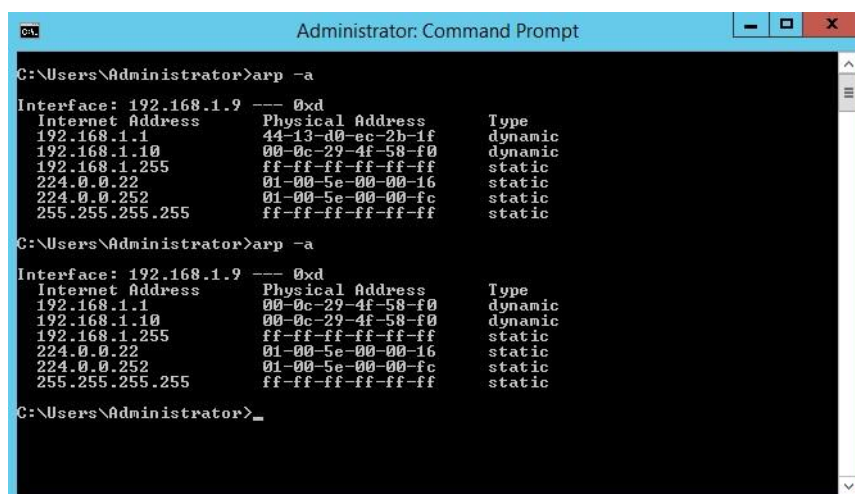 Administrator: Command Prompt
C:\Users\Administrator>arp -a
Interface: 192.168.1.9 --- 0xd
Internet Address Physical Address Type
192.168.1.1 44-13-d0-ec-2b-1f dynamic
192.168.1.10 00-0c-29-4f-58-f0 dynamic
192.168.1.255 ff-ff-ff-ff-ff-ff static
224.0.0.22 01-00-5e-00-00-16 static
224.0.0.252 01-00-5e-00-00-fc static
255.255.255.255 ff-ff-ff-ff-ff-ff static
C:\Users\Administrator>arp -a
Interface: 192.168.1.9 --- 0xd
Internet Address Physical Address Type
192.168.1.1 00-0c-29-4f-58-f0 dynamic
192.168.1.10 00-0c-29-4f-58-f0 dynamic
192.168.1.255 ff-ff-ff-ff-ff-ff static
224.0.0.22 01-00-5e-00-00-16 static
224.0.0.252 01-00-5e-00-00-fc static
255.255.255.255 ff-ff-ff-ff-ff-ff static
C:\Users\Administrator>_